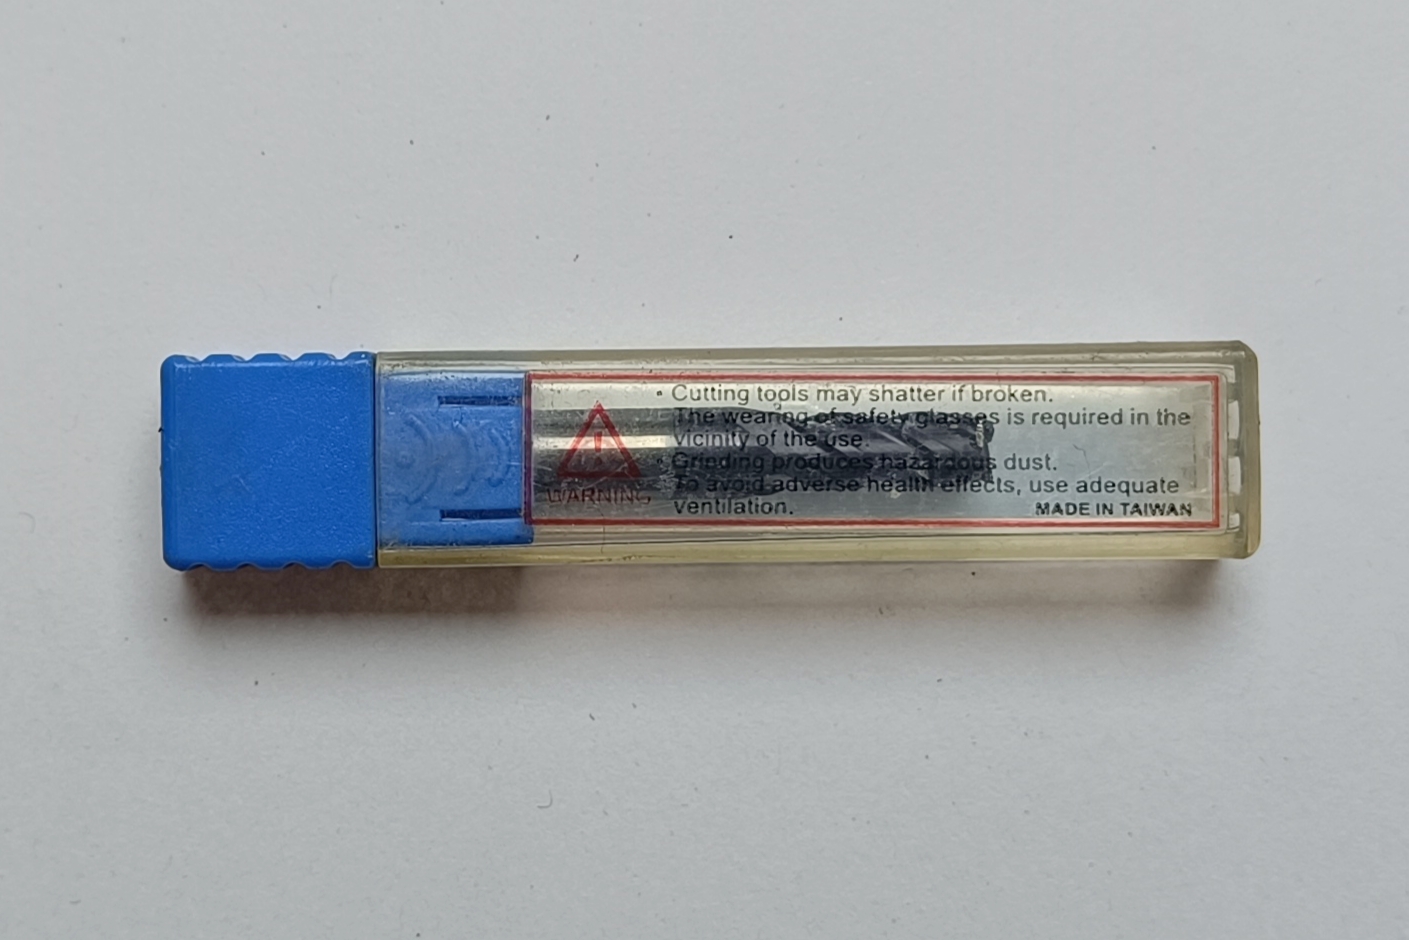 • Cutting tools may shatter if broken.
The wearing of safety glasses is required in the
vicinity of the use.
• Grinding produces hazardous dust.
To avoid adverse health effects, use adequate
ventilation.
WARNING
MADE IN TAIWAN